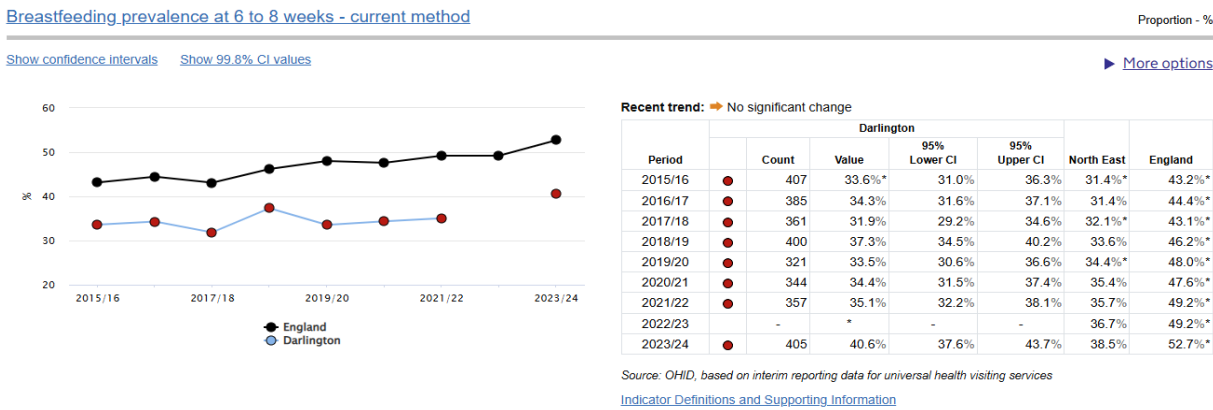 Breastfeeding prevalence at 6 to 8 weeks - current method
Proportion - %
Show confidence intervals Show 99.8% CI values
► More options
60
50
40
30
20
%
2015/16 2017/18 2019/20 2021/22 2023/24
England
Darlington
Recent trend: No significant change
Darlington
Period Count Value 95% Lower CI 95% Upper CI North East England
2015/16 407 33.6%* 31.0% 36.3% 31.4%* 43.2%*
2016/17 385 34.3% 31.6% 37.1% 31.4 44.4%*
2017/18 361 31.9% 29.2% 34.6% 32.1%* 43.1%*
2018/19 400 37.3% 34.5% 40.2% 33.6% 46.2%*
2019/20 321 33.5% 30.6% 36.6% 34.4%* 48.0%*
2020/21 344 34.4% 31.5% 37.4% 35.4% 47.6%*
2021/22 357 35.1% 32.2% 38.1% 35.7% 49.2%*
2022/23 - * - - 36.7% 49.2%*
2023/24 405 40.6% 37.6% 43.7% 38.5% 52.7%*
Source: OHID, based on interim reporting data for universal health visiting services
Indicator Definitions and Supporting Information